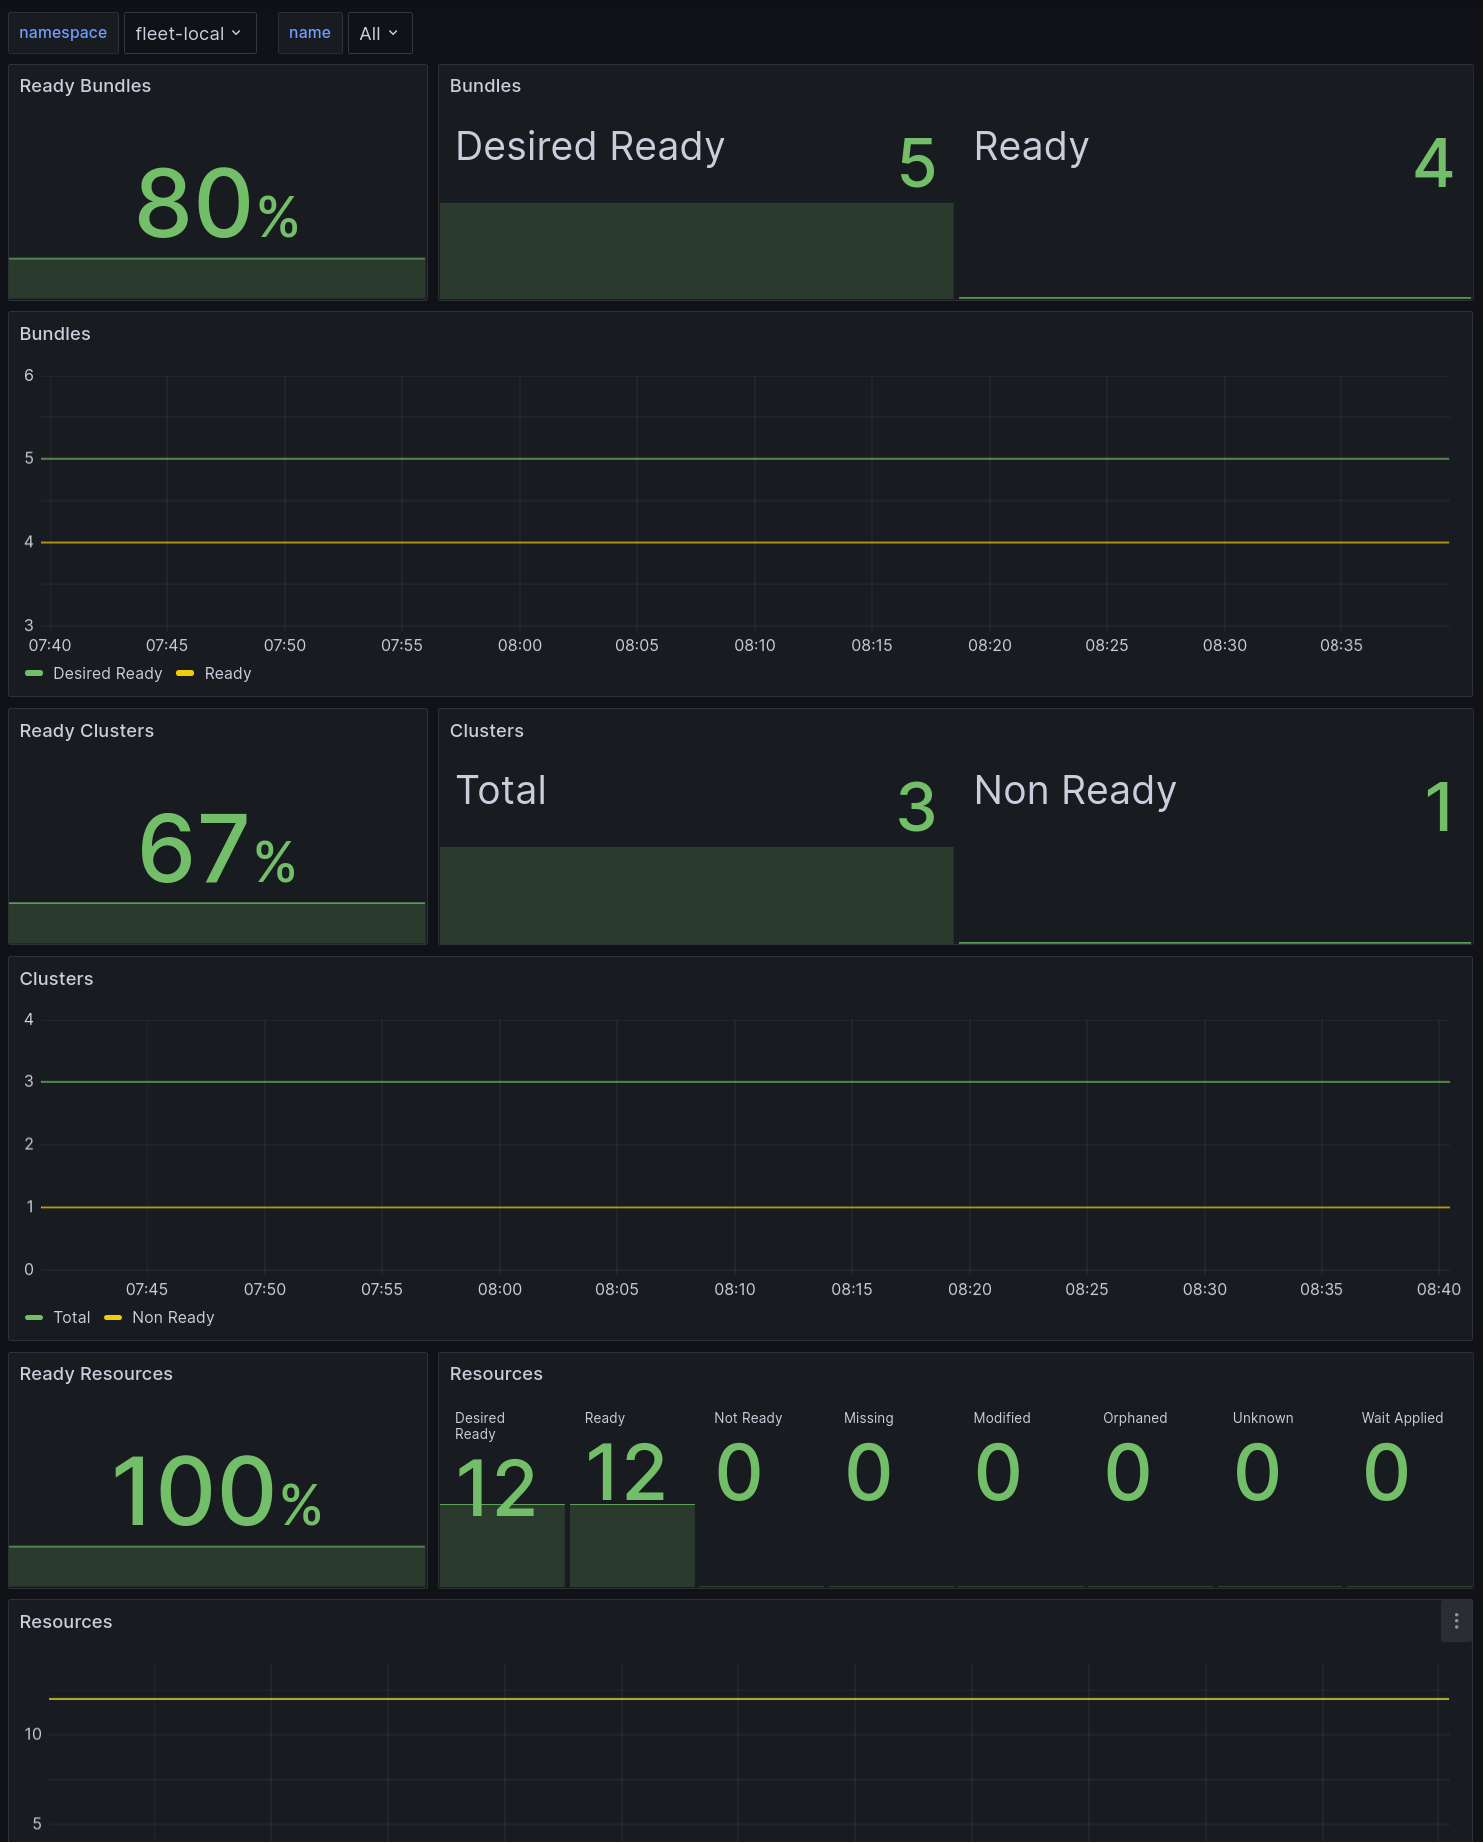 namespace fleet-local name All
Ready Bundles
80%
Bundles
Desired Ready 5 Ready 4
Bundles
6
5
4
3
07:40 07:45 07:50 07:55 08:00 08:05 08:10 08:15 08:20 08:25 08:30 08:35
Desired Ready Ready
Ready Clusters
67%
Clusters
Total 3 Non Ready 1
Clusters
4
3
2
1
0
07:45 07:50 07:55 08:00 08:05 08:10 08:15 08:20 08:25 08:30 08:35 08:40
Total Non Ready
Ready Resources
100%
Resources
Desired
Ready
12
Ready
12
Not Ready
0
Missing
0
Modified
0
Orphaned
0
Unknown
0
Wait Applied
0
Resources
10
5